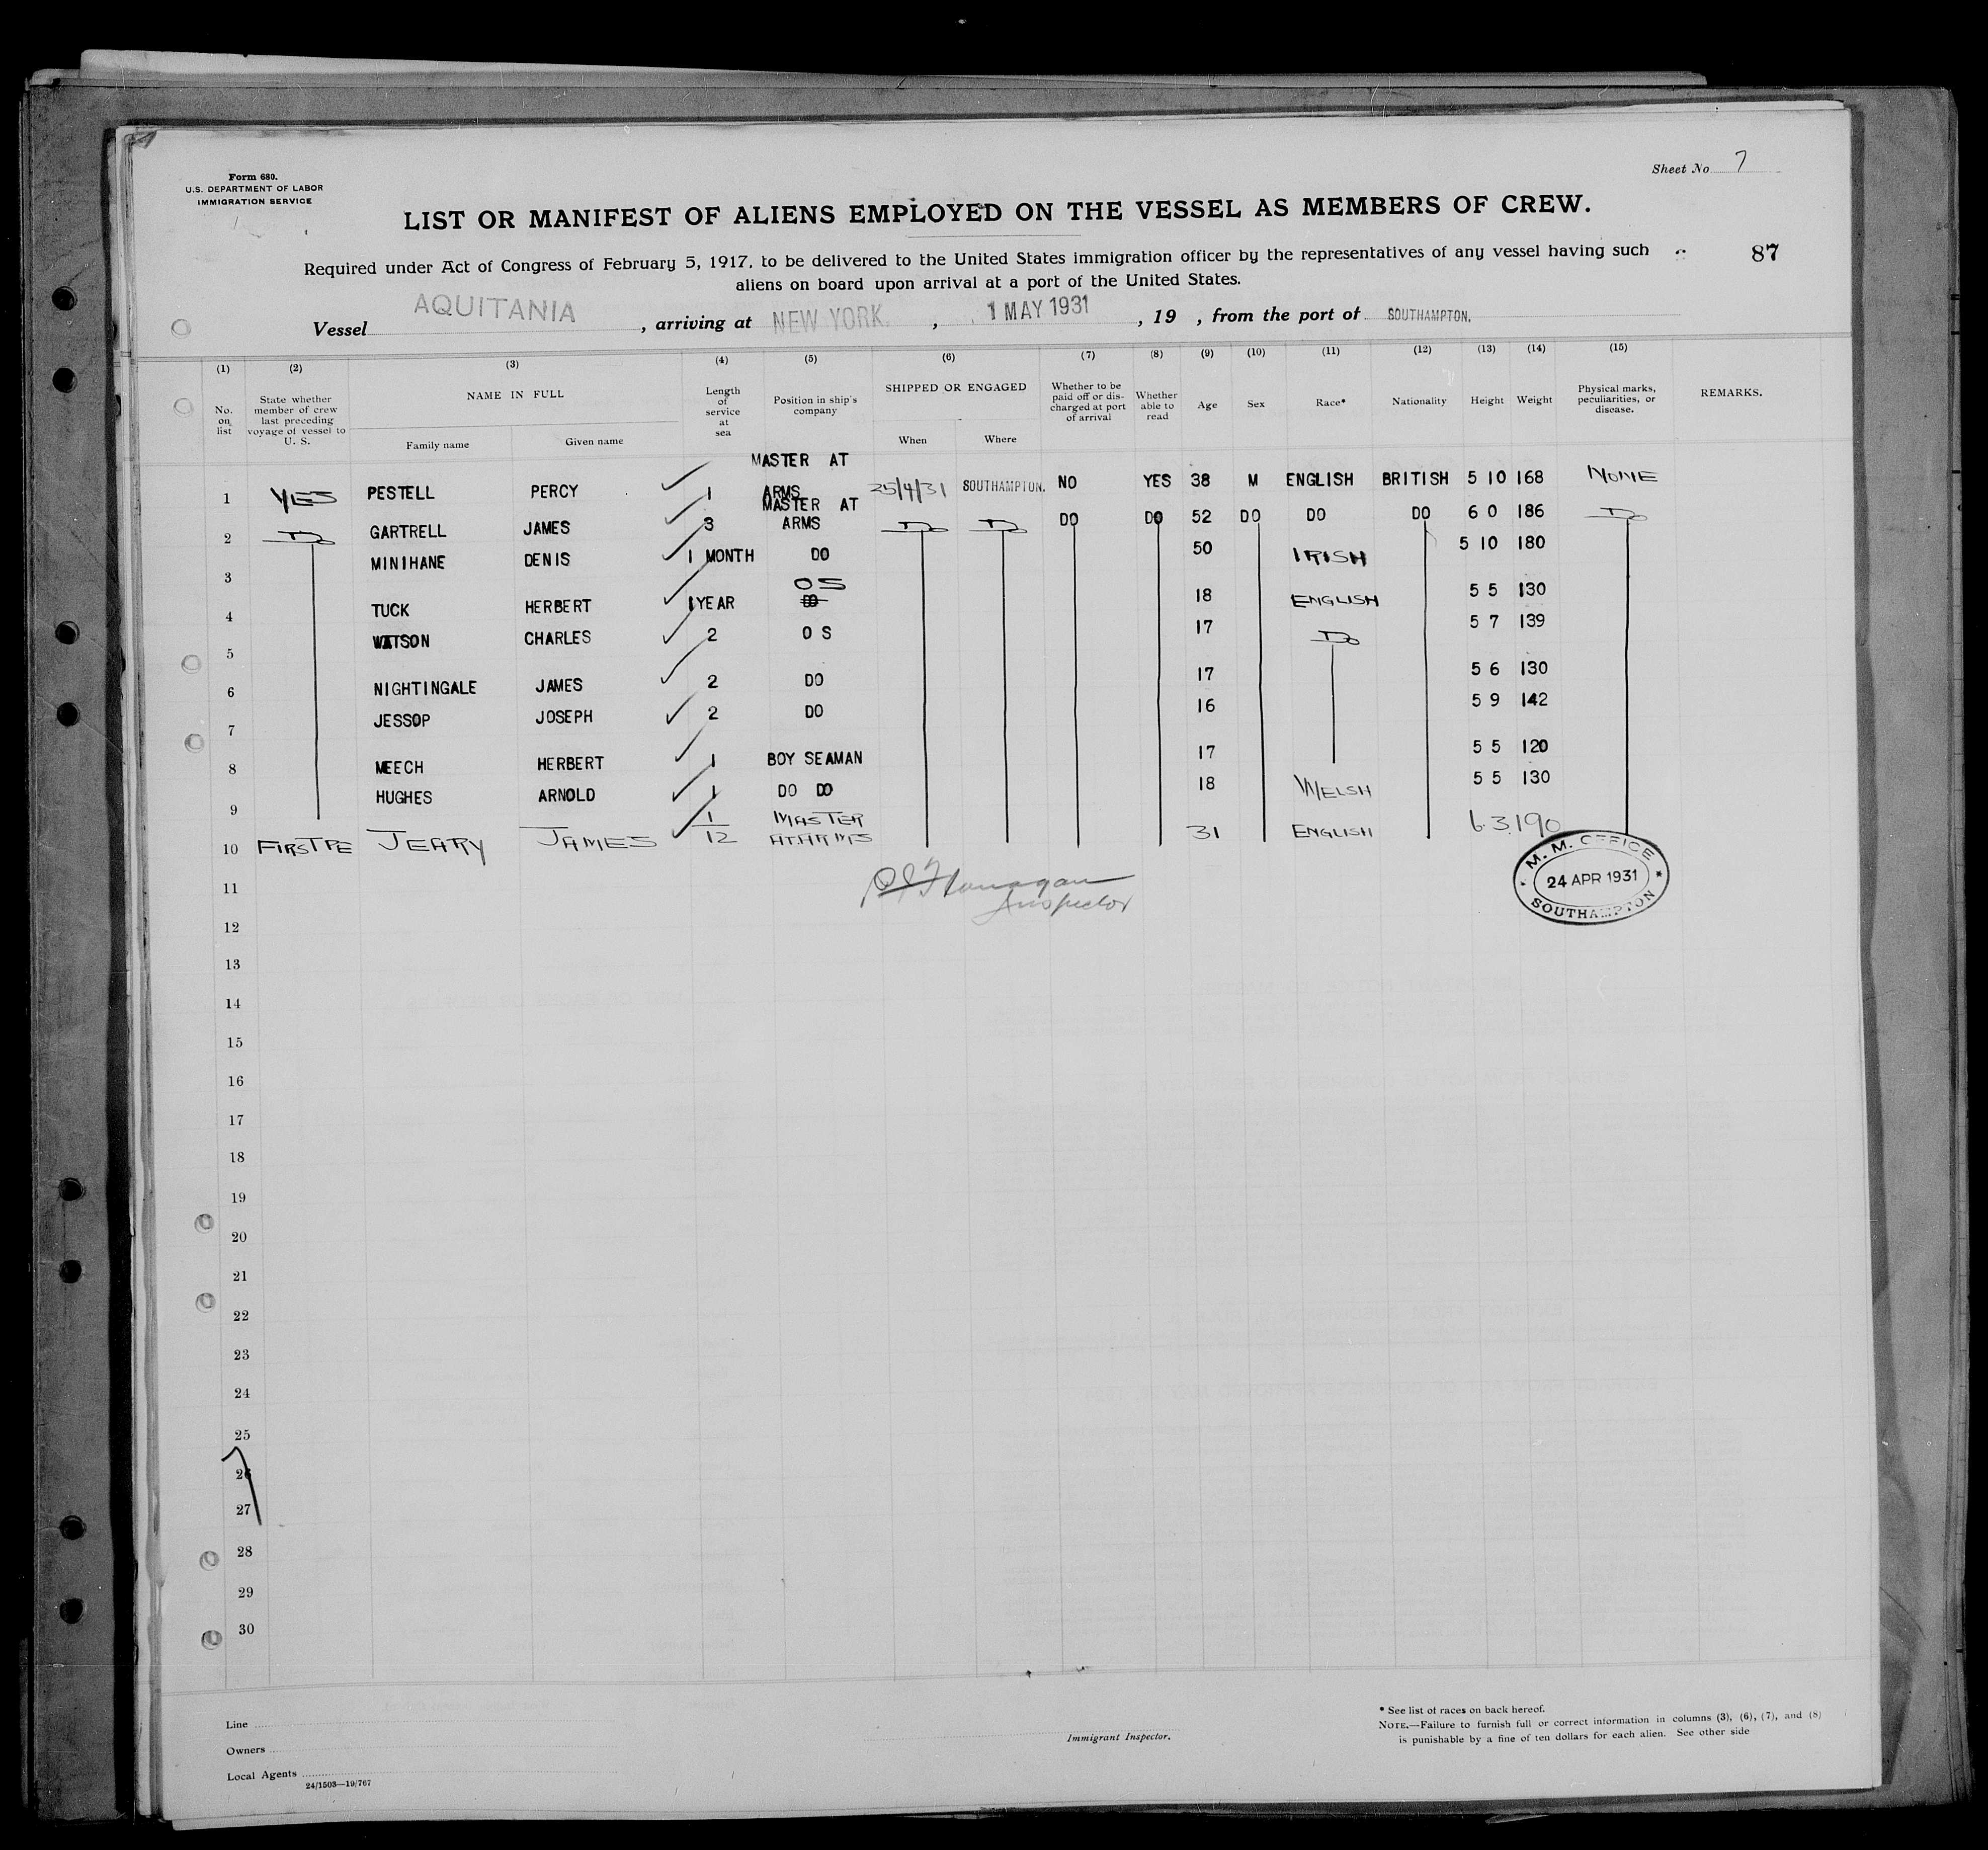 Form 680.
U.S. DEPARTMENT OF LABOR
IMMIGRATION SERVICE
Sheet No 7
LIST OR MANIFEST OF ALIENS EMPLOYED ON THE VESSEL AS MEMBERS OF CREW.
Required under Act of Congress of February 5, 1917, to be delivered to the United States immigration officer by the representatives of any vessel having such
aliens on board upon arrival at a port of the United States.
87
Vessel AQUITANIA , arriving at NEW YORK , 1 MAY 1931 , 19 , from the port of SOUTHAMPTON.
(1) (2) (3) (4) (5) (6) (7) (8) (9) (10) (11) (12) (13) (14) (15)
No. on list
State whether member of crew last preceding voyage of vessel to U. S.
NAME IN FULL
Family name
Given name
Length of service at sea
Position in ship's company
SHIPPED OR ENGAGED
When
Where
Whether to be paid off or discharged at port of arrival
Whether able to read
Age
Sex
Race*
Nationality
Height
Weight
Physical marks, peculiarities, or disease.
REMARKS.
1 YES PESTELL PERCY 1 MASTER AT ARMS 25/4/31 SOUTHAMPTON. NO YES 38 M ENGLISH BRITISH 5 10 168 NONE
2 Do GARTRELL JAMES 3 MASTER AT ARMS Do Do DO DO 52 DO DO DO 6 0 186 Do
3 MINIHANE DENIS 1 MONTH DO 50 IRISH 5 10 180
4 TUCK HERBERT 1 YEAR OS DO 18 ENGLISH 5 5 130
5 WATSON CHARLES 2 O S 17 Do 5 7 139
6 NIGHTINGALE JAMES 2 DO 17 5 6 130
7 JESSOP JOSEPH 2 DO 16 5 9 142
8 MEECH HERBERT 1 BOY SEAMAN 17 5 5 120
9 HUGHES ARNOLD 1 DO DO 18 WELSH 5 5 130
10 FIRST PE JEARY JAMES 1/12 MASTER AT ARMS 31 ENGLISH 6.3 190
Flanagan
Inspector
M. M. OFFICE
24 APR 1931
SOUTHAMPTON
11
12
13
14
15
16
17
18
19
20
21
22
23
24
25
26
27
28
29
30
Line
Owners
Local Agents
24/1503—19/767
Immigrant Inspector.
* See list of races on back hereof.
NOTE.—Failure to furnish full or correct information in columns (3), (6), (7), and (8)
is punishable by a fine of ten dollars for each alien. See other side